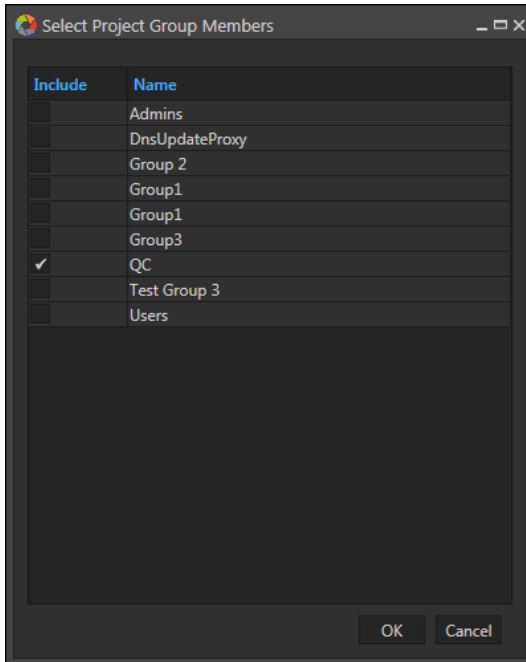 Select Project Group Members
Include Name
Admins
DnsUpdateProxy
Group 2
Group1
Group1
Group3
QC
Test Group 3
Users
OK Cancel